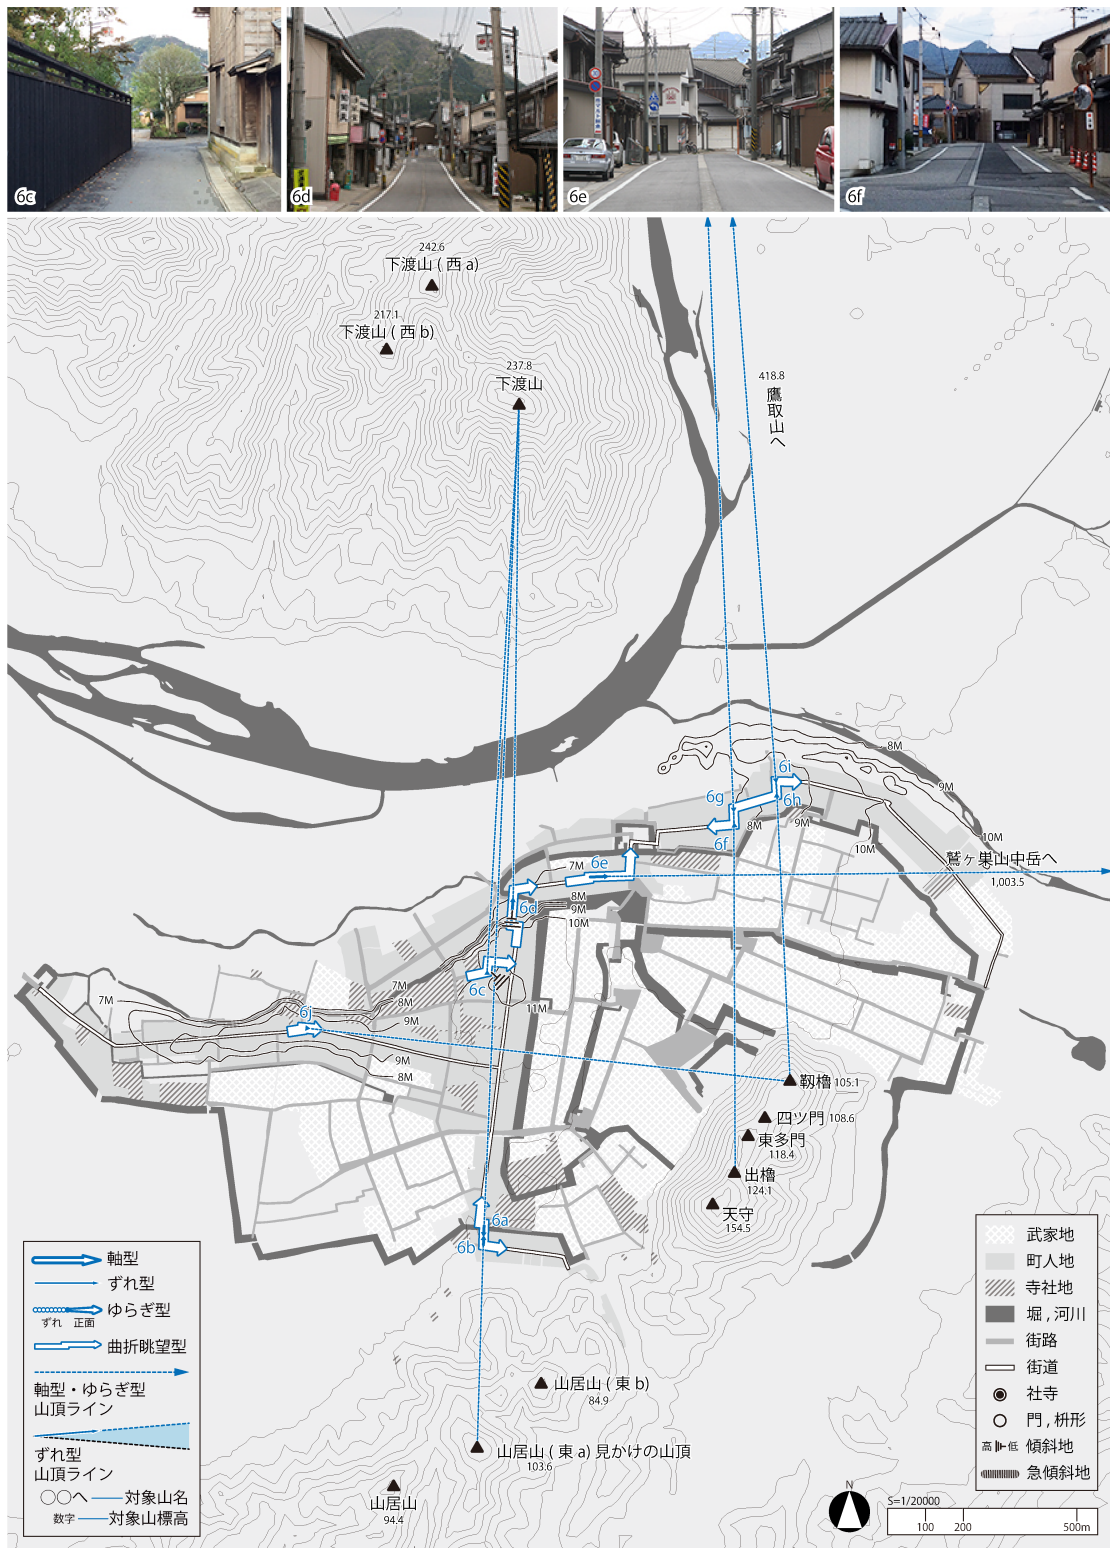 6c
6d
6e
6f
242.6
下渡山 ( 西 a)
217.1
下渡山 ( 西 b)
237.8
下渡山
418.8
鷹取山へ
8M
6i
9M
6g
6h
8M
9M
6f
10M
10M
鷲ヶ巣山中岳へ
1,003.5
7M
6e
8M
9M
10M
6d
6c
7M
8M
9M
7M
6j
11M
9M
8M
靱櫓 105.1
四ツ門 108.6
東多門
118.4
出櫓
124.1
天守
154.5
6a
6b
山居山 ( 東 b)
84.9
山居山 ( 東 a) 見かけの山頂
103.6
山居山
94.4
軸型
ずれ型
ゆらぎ型
ずれ 正面
曲折眺望型
軸型・ゆらぎ型
山頂ライン
ずれ型
山頂ライン
〇〇へ 対象山名
数字 対象山標高
武家地
町人地
寺社地
堀 , 河川
街路
街道
社寺
門 , 枡形
高 低 傾斜地
急傾斜地
N
S=1/20000
100 200 500m